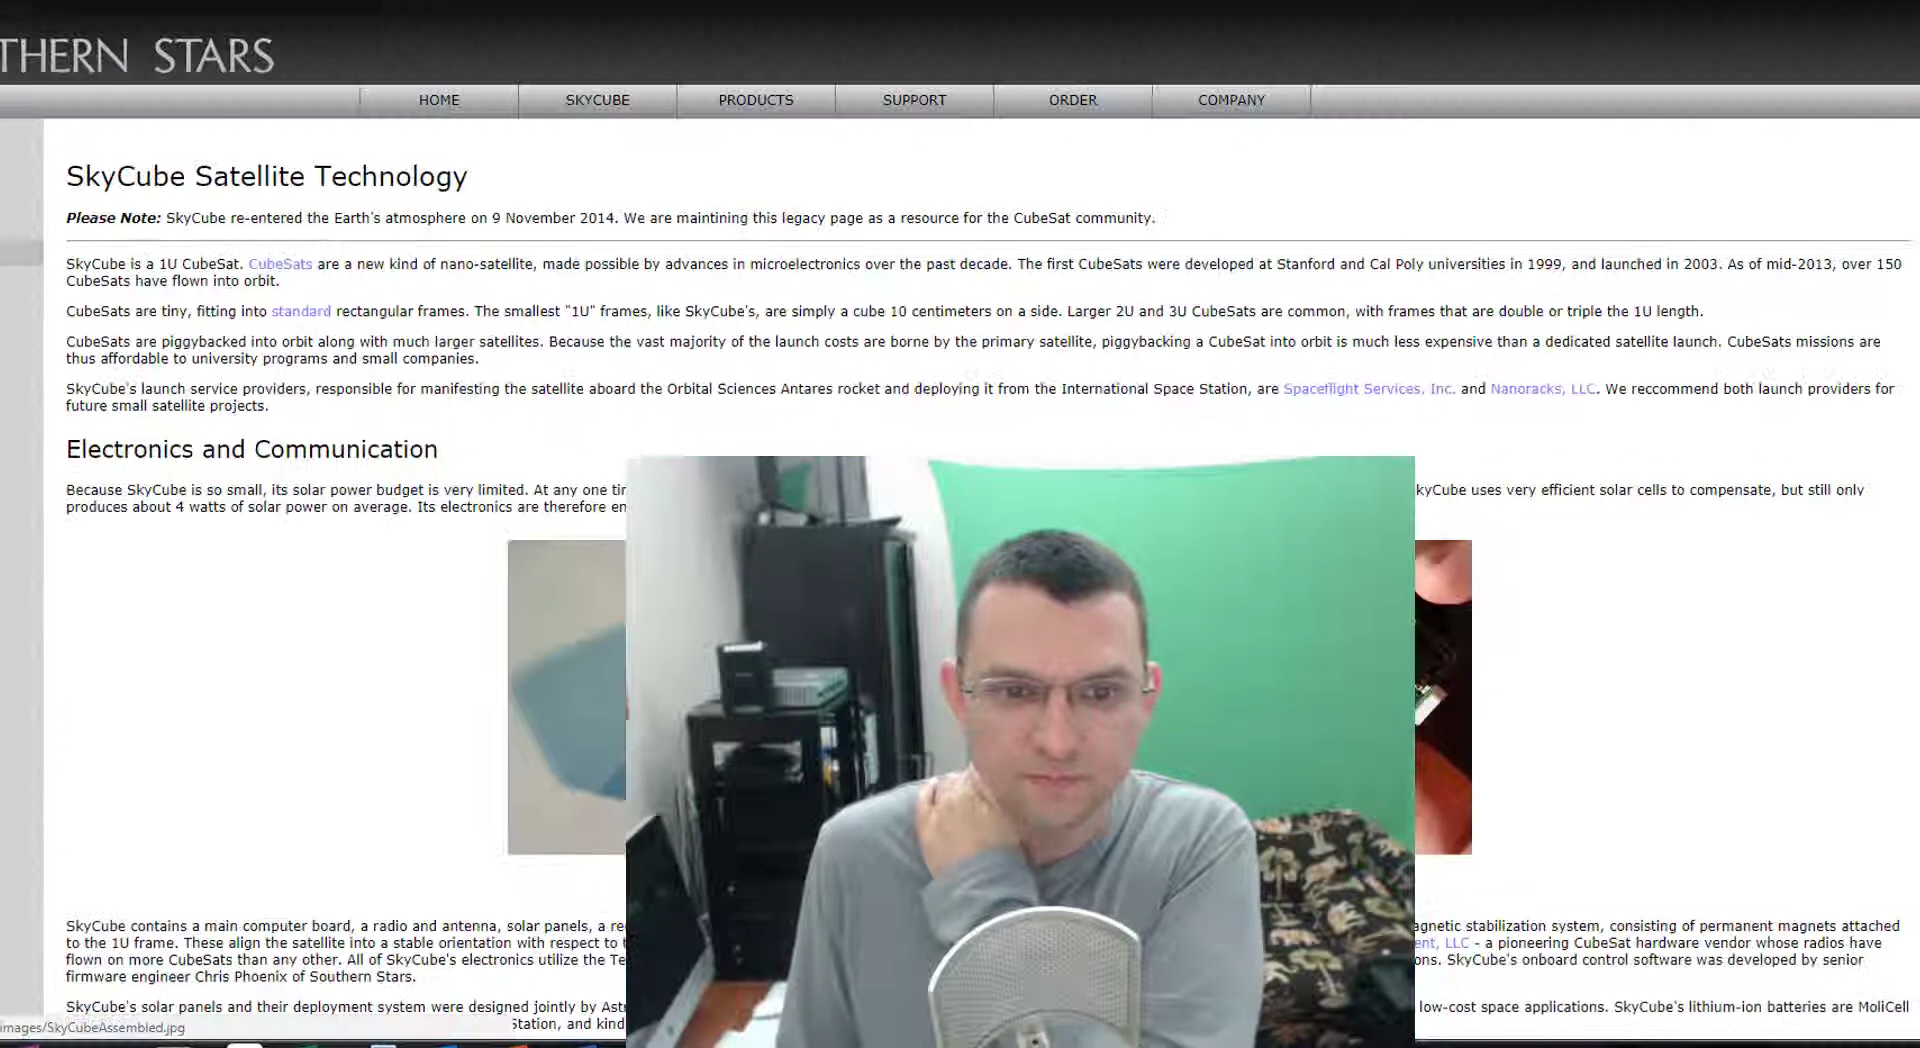 THERN STARS
HOME SKYCUBE PRODUCTS SUPPORT ORDER COMPANY
SkyCube Satellite Technology
Please Note: SkyCube re-entered the Earth's atmosphere on 9 November 2014. We are maintining this legacy page as a resource for the CubeSat community.
SkyCube is a 1U CubeSat. CubeSats are a new kind of nano-satellite, made possible by advances in microelectronics over the past decade. The first CubeSats were developed at Stanford and Cal Poly universities in 1999, and launched in 2003. As of mid-2013, over 150
CubeSats have flown into orbit.
CubeSats are tiny, fitting into standard rectangular frames. The smallest "1U" frames, like SkyCube's, are simply a cube 10 centimeters on a side. Larger 2U and 3U CubeSats are common, with frames that are double or triple the 1U length.
CubeSats are piggybacked into orbit along with much larger satellites. Because the vast majority of the launch costs are borne by the primary satellite, piggybacking a CubeSat into orbit is much less expensive than a dedicated satellite launch. CubeSats missions are
thus affordable to university programs and small companies.
SkyCube's launch service providers, responsible for manifesting the satellite aboard the Orbital Sciences Antares rocket and deploying it from the International Space Station, are Spaceflight Services, Inc. and Nanoracks, LLC. We reccommend both launch providers for
future small satellite projects.
Electronics and Communication
Because SkyCube is so small, its solar power budget is very limited. At any one tir kyCube uses very efficient solar cells to compensate, but still only
produces about 4 watts of solar power on average. Its electronics are therefore en
SkyCube contains a main computer board, a radio and antenna, solar panels, a re agnetic stabilization system, consisting of permanent magnets attached
to the 1U frame. These align the satellite into a stable orientation with respect to t ent, LLC - a pioneering CubeSat hardware vendor whose radios have
flown on more CubeSats than any other. All of SkyCube's electronics utilize the Te ons. SkyCube's onboard control software was developed by senior
firmware engineer Chris Phoenix of Southern Stars.
SkyCube's solar panels and their deployment system were designed jointly by Astr low-cost space applications. SkyCube's lithium-ion batteries are MoliCell
images/SkyCubeAssembled.jpg Station, and kind